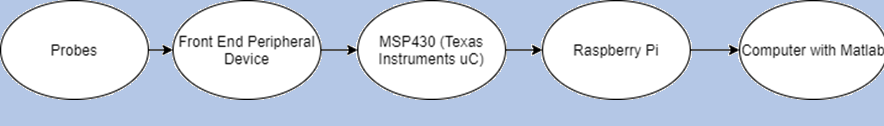 Probes
Front End Peripheral
Device
MSP430 (Texas
Instruments uC)
Raspberry Pi
Computer with Matlab